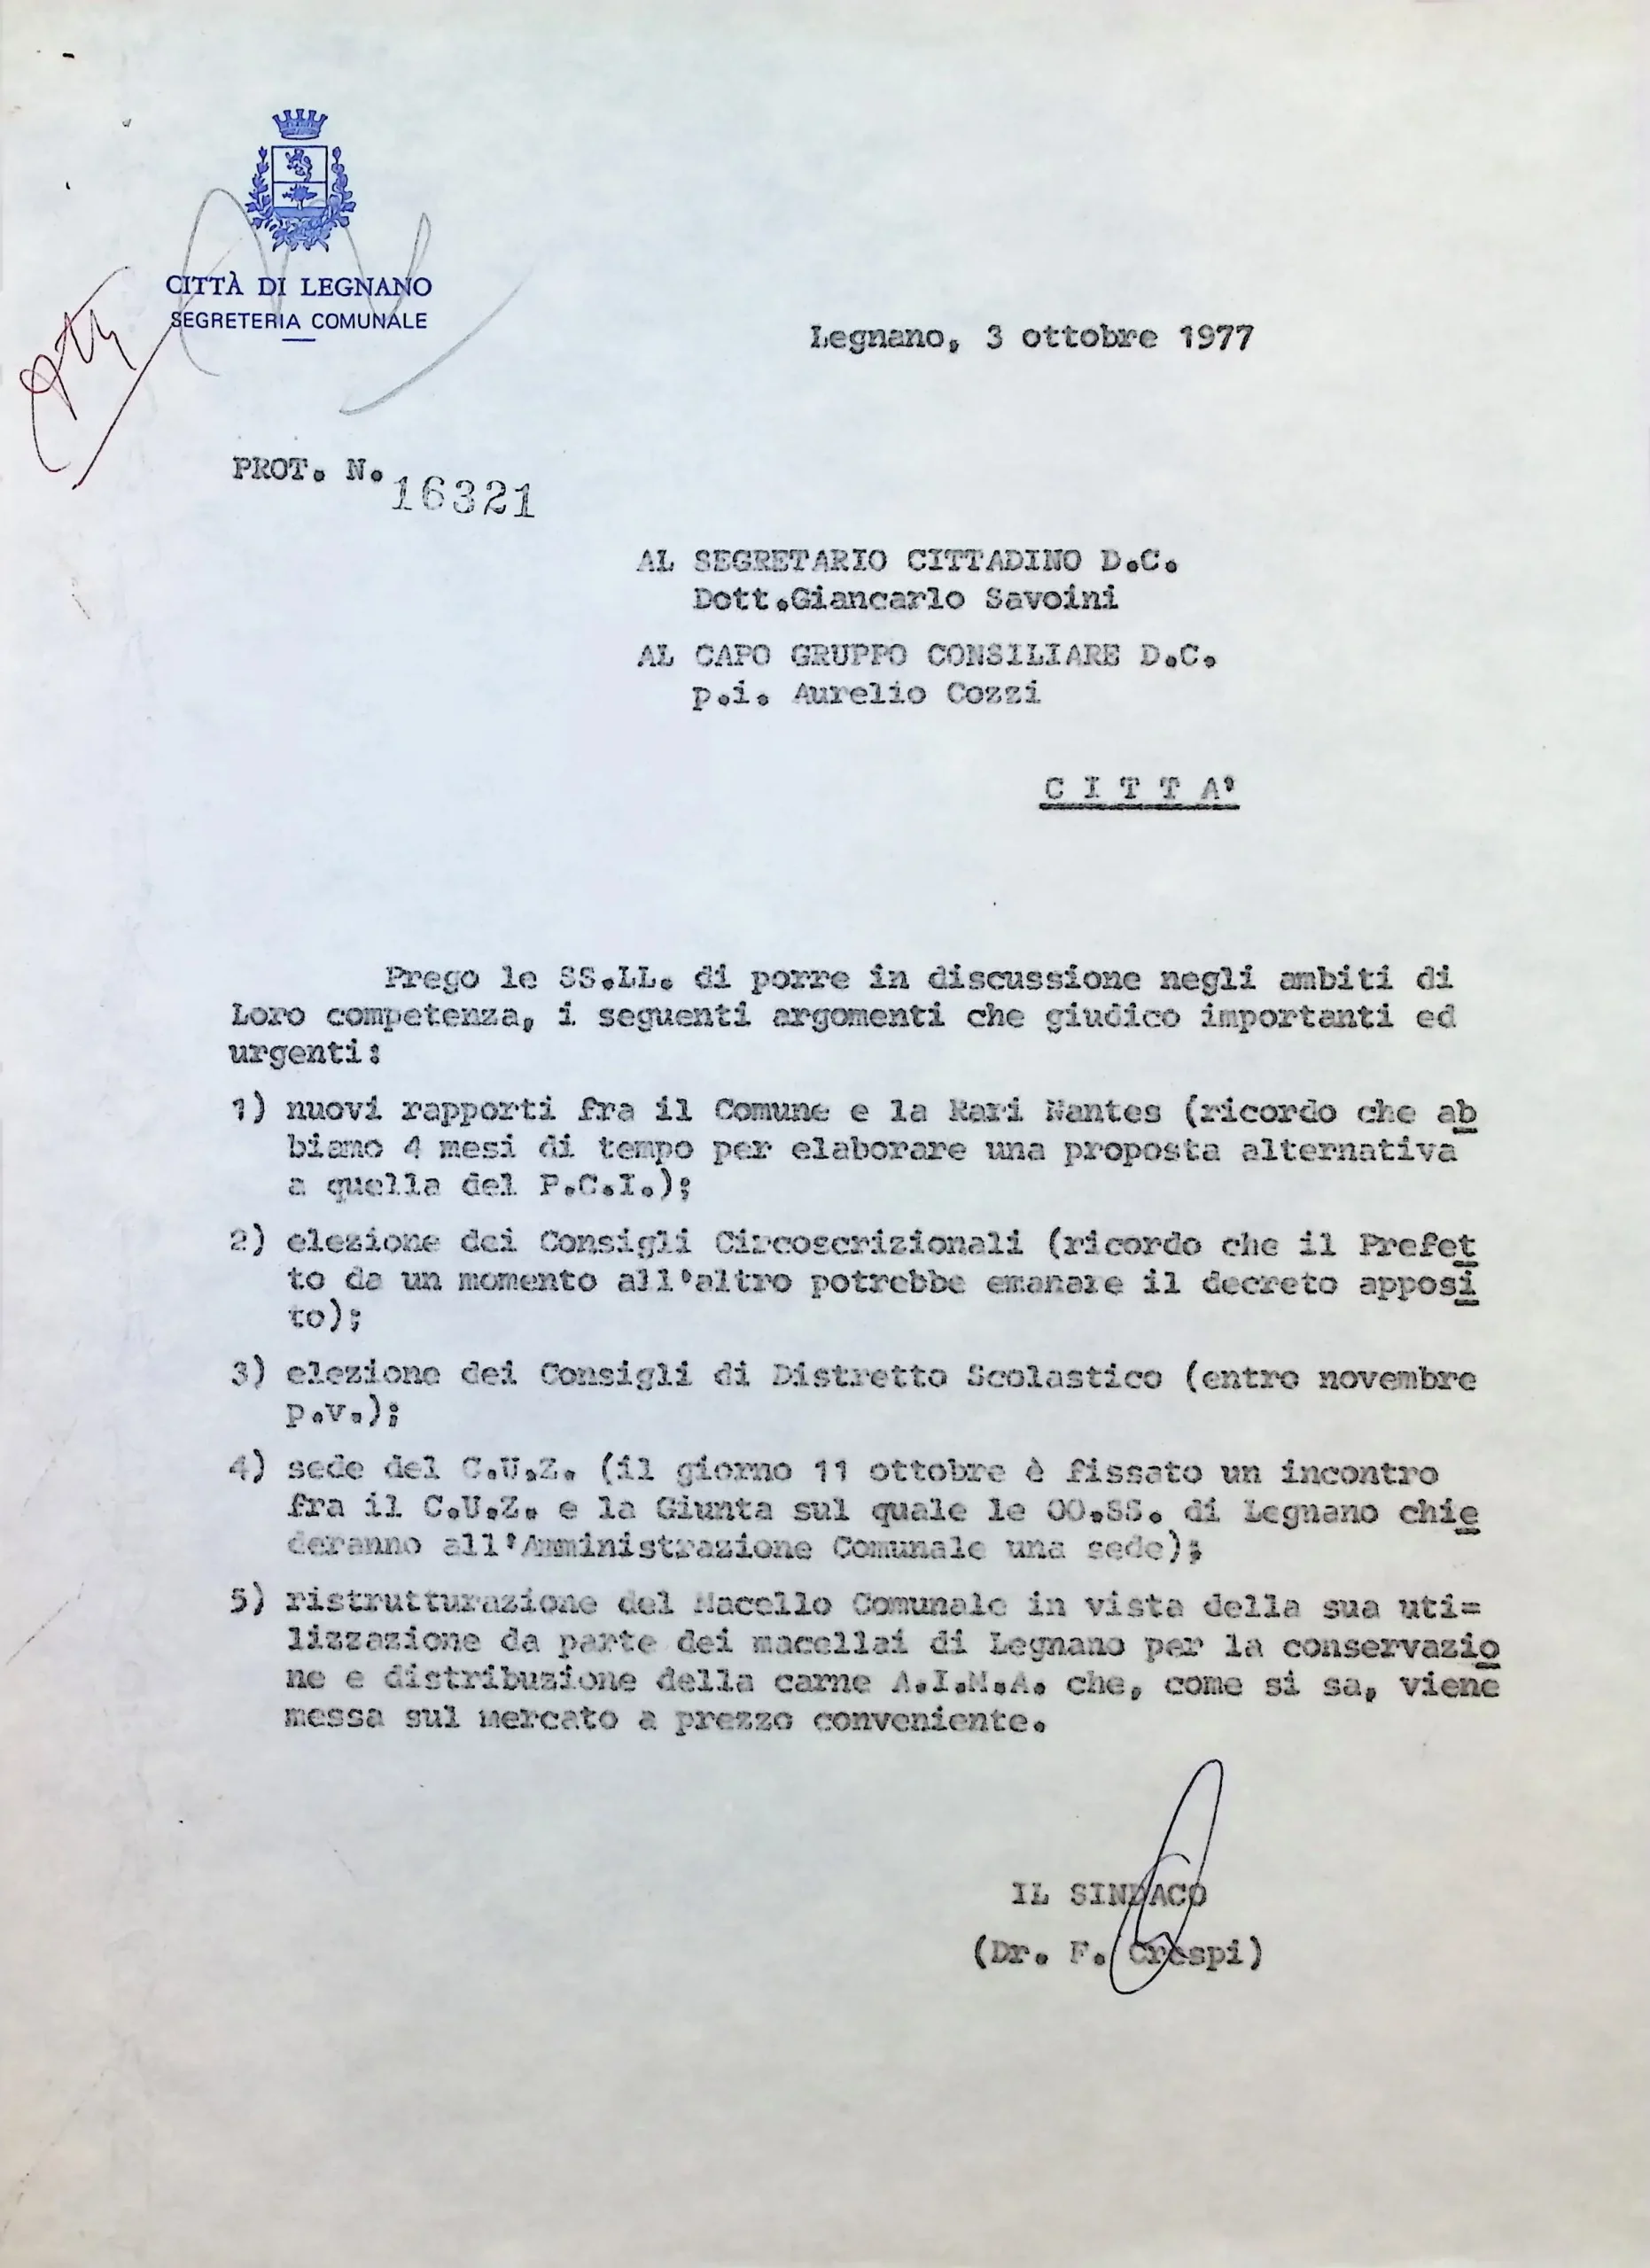 CITTÀ DI LEGNANO
SEGRETERIA COMUNALE
Legnano, 3 ottobre 1977
PROT. N. 16321
AL SEGRETARIO CITTADINO D.C.
Dott.Giancarlo Savoini
AL CAPO GRUPPO CONSILIARE D.C.
p.i. Aurelio Cozzi
C I T T A'
Prego le SS.LL. di porre in discussione negli ambiti di
Loro competenza, i seguenti argomenti che giudico importanti ed
urgenti:
1) nuovi rapporti fra il Comune e la Rari Nantes (ricordo che ab
biamo 4 mesi di tempo per elaborare una proposta alternativa
a quella del P.C.I.);
2) elezione dei Consigli Circoscrizionali (ricordo che il Prefet
to da un momento all'altro potrebbe emanare il decreto apposi
to);
3) elezione dei Consigli di Distretto Scolastico (entro novembre
p.v.);
4) sede del C.U.Z. (il giorno 11 ottobre è fissato un incontro
fra il C.U.Z. e la Giunta sul quale le OO.SS. di Legnano chie
deranno all'Amministrazione Comunale una sede);
5) ristrutturazione del Macello Comunale in vista della sua uti=
lizzazione da parte dei macellai di Legnano per la conservazio
ne e distribuzione della carne A.I.M.A. che, come si sa, viene
messa sul mercato a prezzo conveniente.
IL SINDACO
(Dr. F. Crespi)